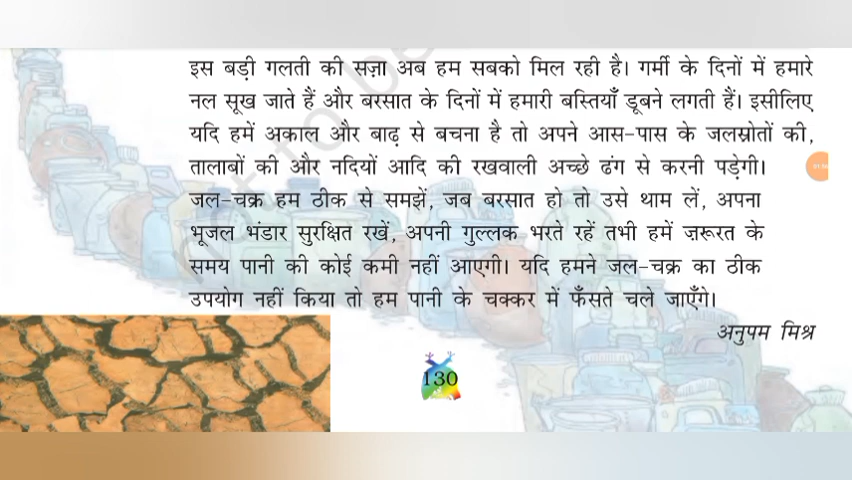 इस बड़ी गलती की सज़ा अब हम सबको मिल रही है। गर्मी के दिनों में हमारे
नल सूख जाते हैं और बरसात के दिनों में हमारी बस्तियाँ डूबने लगती हैं। इसीलिए
यदि हमें अकाल और बाढ़ से बचना है तो अपने आस-पास के जलस्रोतों की,
तालाबों की और नदियों आदि की रखवाली अच्छे ढंग से करनी पड़ेगी।
जल-चक्र हम ठीक से समझें, जब बरसात हो तो उसे थाम लें, अपना
भूजल भंडार सुरक्षित रखें, अपनी गुल्लक भरते रहें तभी हमें ज़रूरत के
समय पानी की कोई कमी नहीं आएगी। यदि हमने जल-चक्र का ठीक
उपयोग नहीं किया तो हम पानी के चक्कर में फँसते चले जाएँगे।
अनुपम मिश्र
130